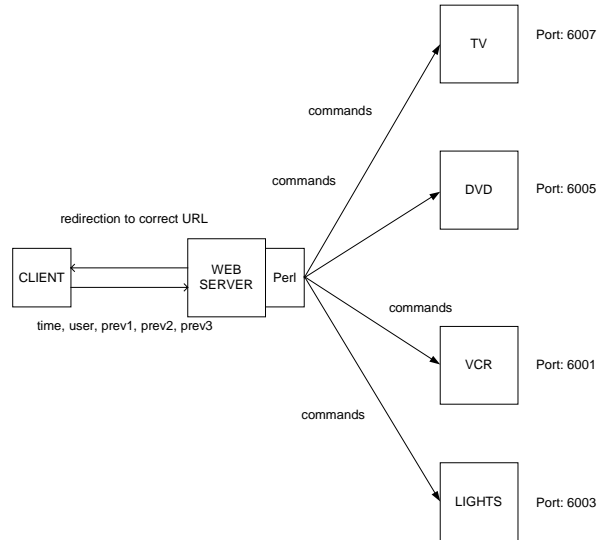 TV
Port: 6007
commands
commands
DVD
Port: 6005
redirection to correct URL
CLIENT
WEB
SERVER
Perl
time, user, prev1, prev2, prev3
commands
VCR
Port: 6001
commands
LIGHTS
Port: 6003